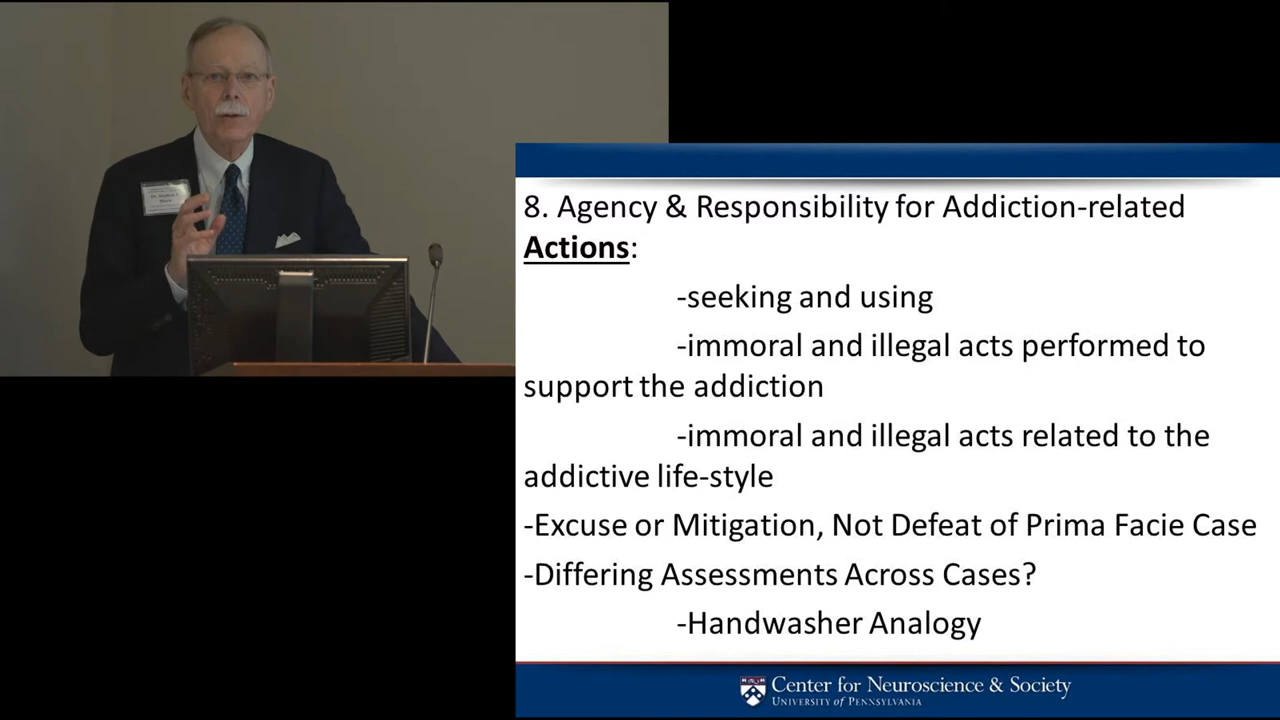 8. Agency & Responsibility for Addiction-related
Actions:
-seeking and using
-immoral and illegal acts performed to
support the addiction
-immoral and illegal acts related to the
addictive life-style
-Excuse or Mitigation, Not Defeat of Prima Facie Case
-Differing Assessments Across Cases?
-Handwasher Analogy
Center for Neuroscience & Society
UNIVERSITY of PENNSYLVANIA